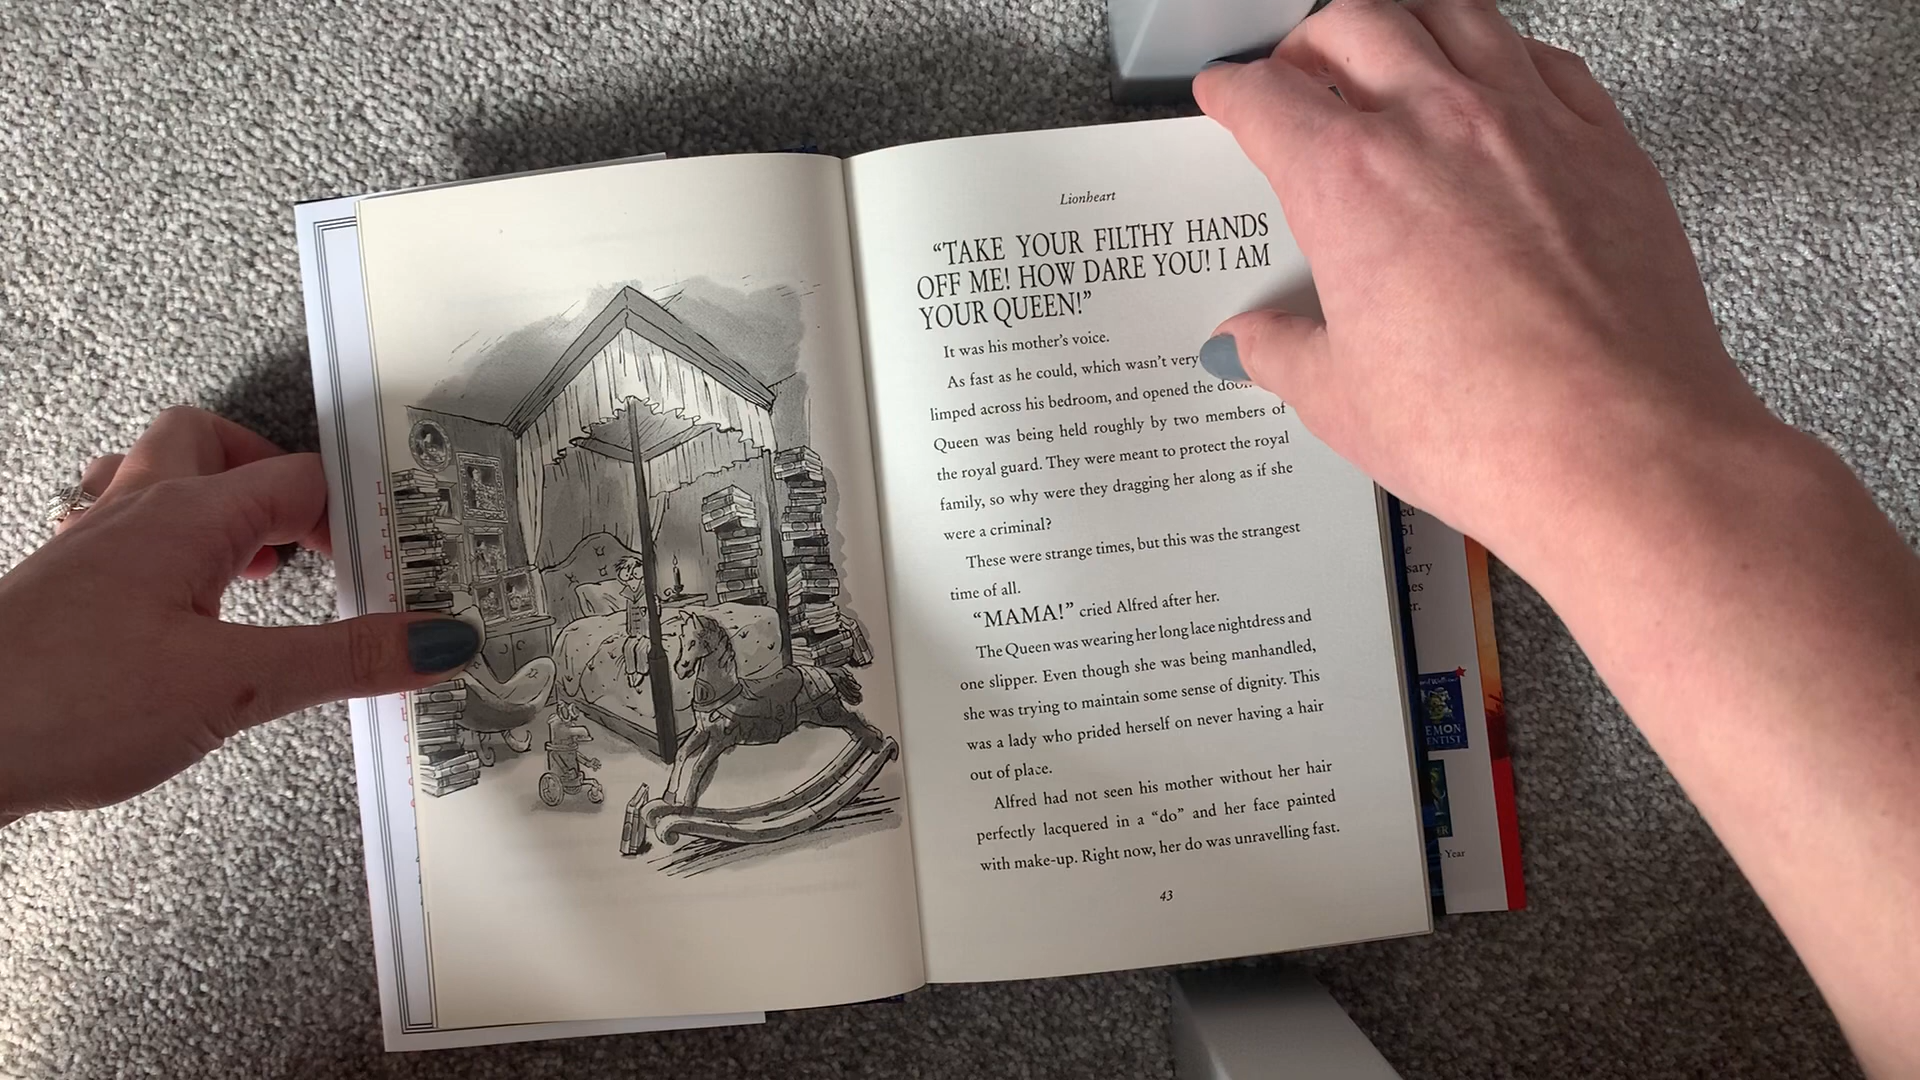 Lionheart
“TAKE YOUR FILTHY HANDS
OFF ME! HOW DARE YOU! I AM
YOUR QUEEN!”
It was his mother’s voice.
As fast as he could, which wasn’t very
limped across his bedroom, and opened the door.
Queen was being held roughly by two members of
the royal guard. They were meant to protect the royal
family, so why were they dragging her along as if she
were a criminal?
These were strange times, but this was the strangest
time of all.
“MAMA!” cried Alfred after her.
The Queen was wearing her long lace nightdress and
one slipper. Even though she was being manhandled,
she was trying to maintain some sense of dignity. This
was a lady who prided herself on never having a hair
out of place.
Alfred had not seen his mother without her hair
perfectly lacquered in a “do” and her face painted
with make-up. Right now, her do was unravelling fast.
43
51
Year